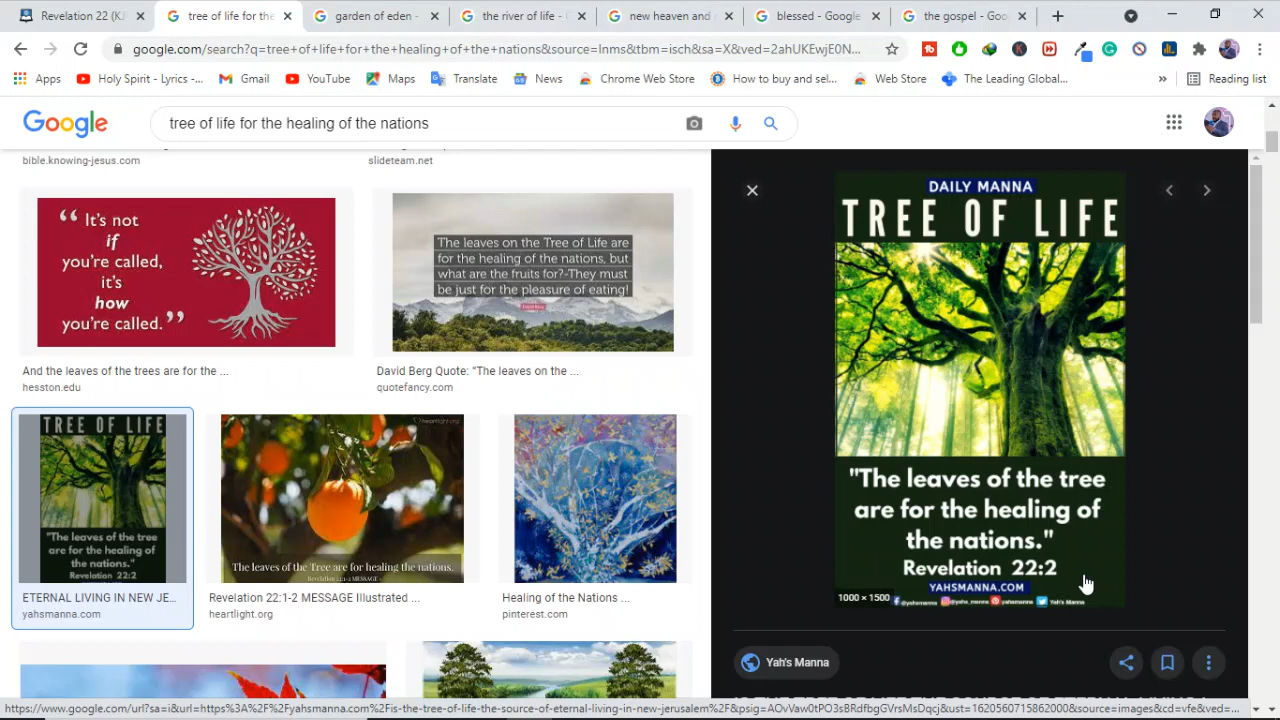 Revelation 22 (KJ
tree of life for the
garden of eden -
the river of life -
new heaven and
blessed - Google
the gospel - Goo
google.com/search?q=tree+of+life+for+the+healing+of+the+nations&source=lnms&tbm=isch&sa=X&ved=2ahUKEwjE0N...
Apps
Holy Spirit - Lyrics -...
Gmail
YouTube
Maps
Translate
News
Chrome Web Store
How to buy and sel...
Web Store
The Leading Global...
»
Reading list
Google
tree of life for the healing of the nations
bible.knowing-jesus.com
slideteam.net
“ It's not
if
you're called,
it's
how
you're called. ”
The leaves on the Tree of Life are
for the healing of the nations, but
what are the fruits for?-They must
be just for the pleasure of eating!
And the leaves of the trees are for the ...
hesston.edu
David Berg Quote: “The leaves on the ...
quotefancy.com
TREE OF LIFE
"The leaves of the tree
are for the healing of
the nations."
Revelation 22:2
heartlight.org
The leaves of the Tree are for healing the nations.
Revelation 22:1-2 MESSAGE
ETERNAL LIVING IN NEW JE...
yahsmanna.com
Revelation 22:1-2 MESSAGE Illustrated ...
heartlight.org
Healing of the Nations ...
pinterest.com
DAILY MANNA
TREE OF LIFE
"The leaves of the tree
are for the healing of
the nations."
Revelation 22:2
YAHSMANNA.COM
1000 × 1500
@yahsmanna
@yahs_manna
yahsmanna
Yah's Manna
Yah's Manna
https://www.google.com/url?sa=i&url=https%3A%2F%2Fyahsmanna.com%2Fis-the-tree-of-life-the-source-of-eternal-living-in-new-jerusalem%2F&psig=AOvVaw0tPO3sBRdfbgGVrsMsDqcj&ust=1620560715862000&source=images&cd=vfe&ved=...